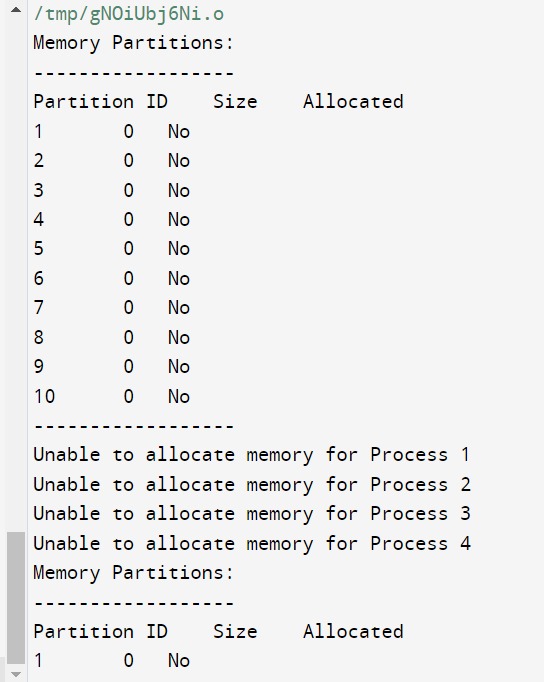 /tmp/gNOiUbj6Ni.o
Memory Partitions:
------------------
Partition ID    Size    Allocated
1       0   No
2       0   No
3       0   No
4       0   No
5       0   No
6       0   No
7       0   No
8       0   No
9       0   No
10      0   No
------------------
Unable to allocate memory for Process 1
Unable to allocate memory for Process 2
Unable to allocate memory for Process 3
Unable to allocate memory for Process 4
Memory Partitions:
------------------
Partition ID    Size    Allocated
1       0   No